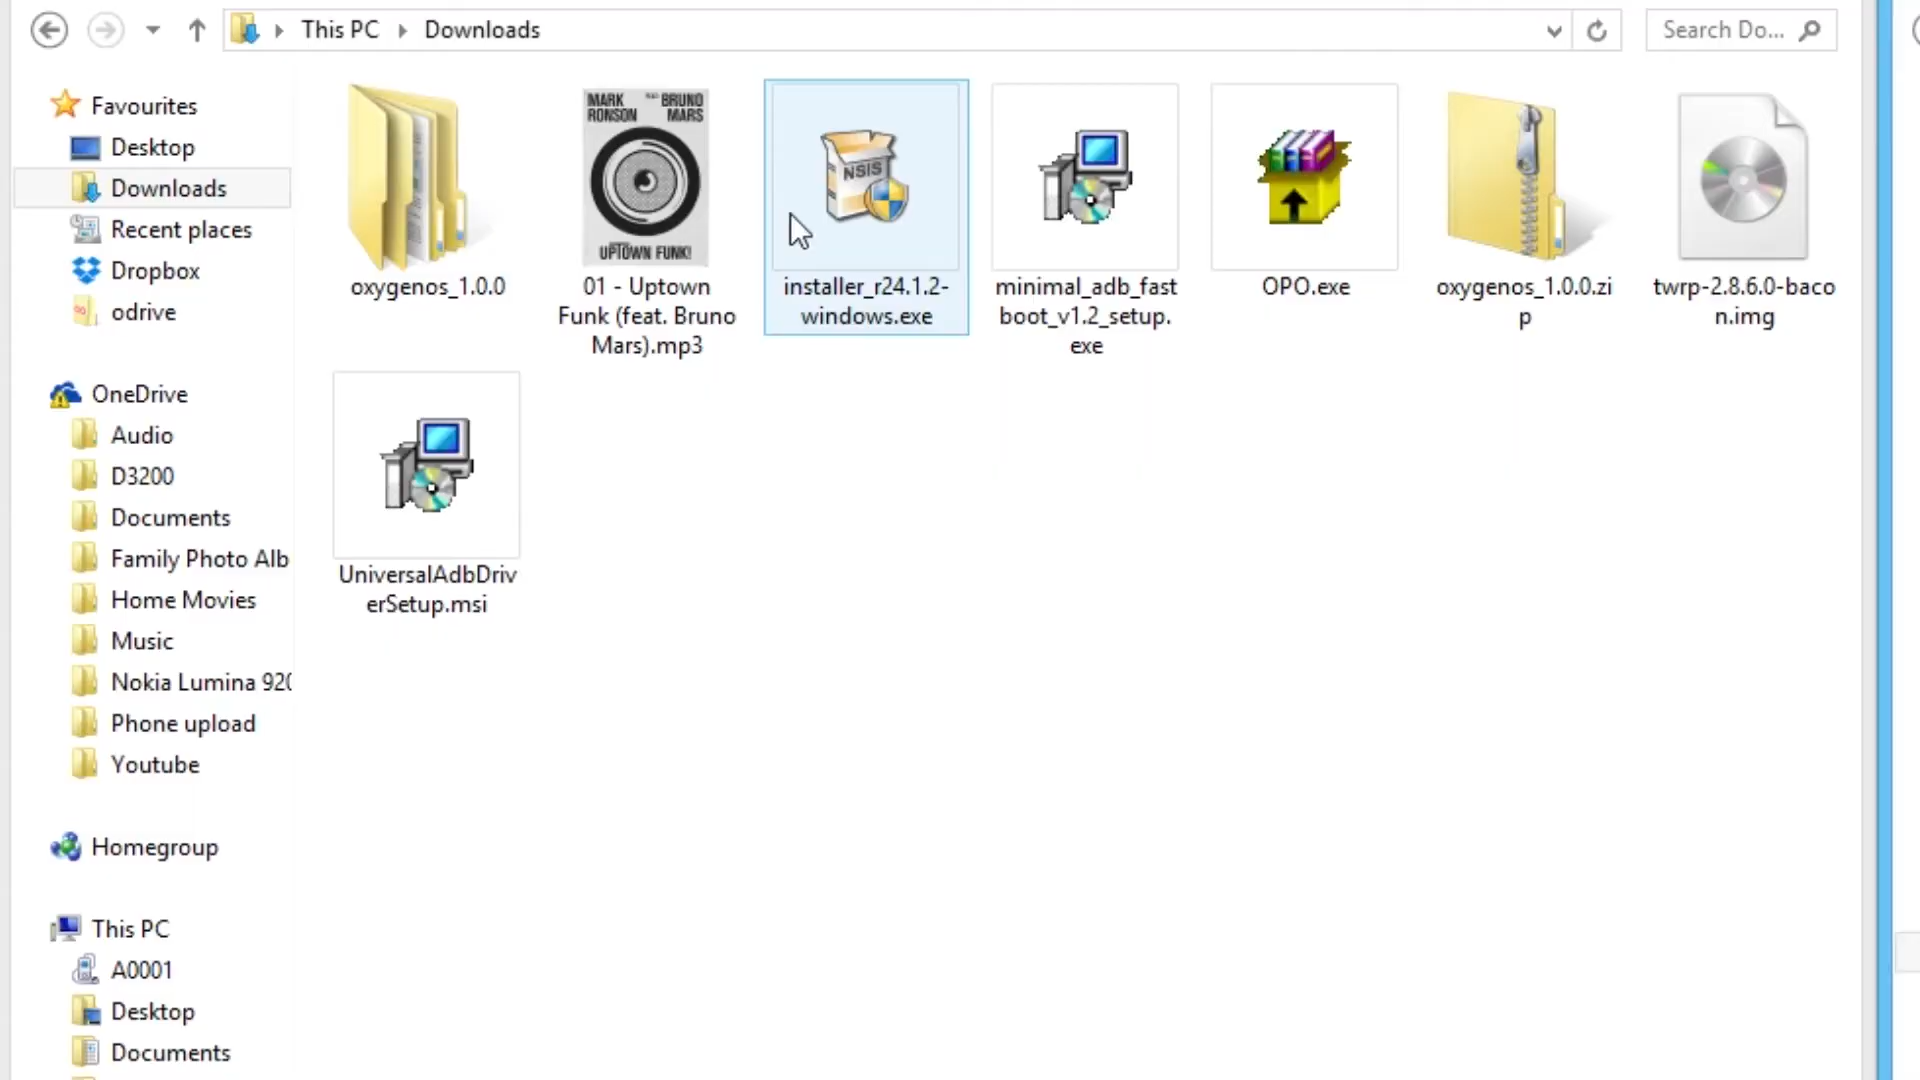 This PC
Downloads
Search Do...
Favourites
Desktop
Downloads
Recent places
Dropbox
odrive
OneDrive
Audio
D3200
Documents
Family Photo Alb
Home Movies
Music
Nokia Lumina 920
Phone upload
Youtube
Homegroup
This PC
A0001
Desktop
Documents
oxygenos_1.0.0
MARK
RONSON
BRUNO
MARS
UPTOWN FUNK!
01 - Uptown
Funk (feat. Bruno
Mars).mp3
NSIS
installer_r24.1.2-
windows.exe
minimal_adb_fast
boot_v1.2_setup.
exe
OPO.exe
oxygenos_1.0.0.zi
p
twrp-2.8.6.0-baco
n.img
UniversalAdbDriv
erSetup.msi